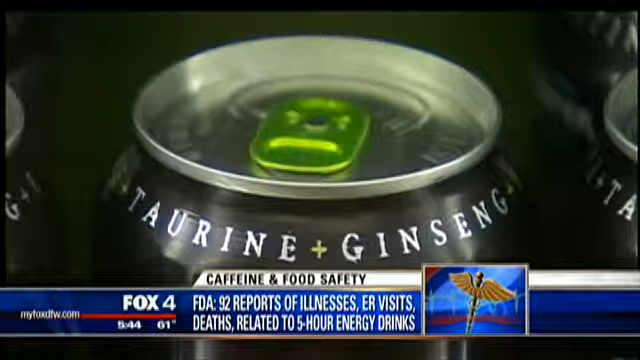 TAURINE + GINSENG
CAFFEINE & FOOD SAFETY
FOX 4
FDA: 92 REPORTS OF ILLNESSES, ER VISITS,
DEATHS, RELATED TO 5-HOUR ENERGY DRINKS
myfoxdfw.com
5:44 61°